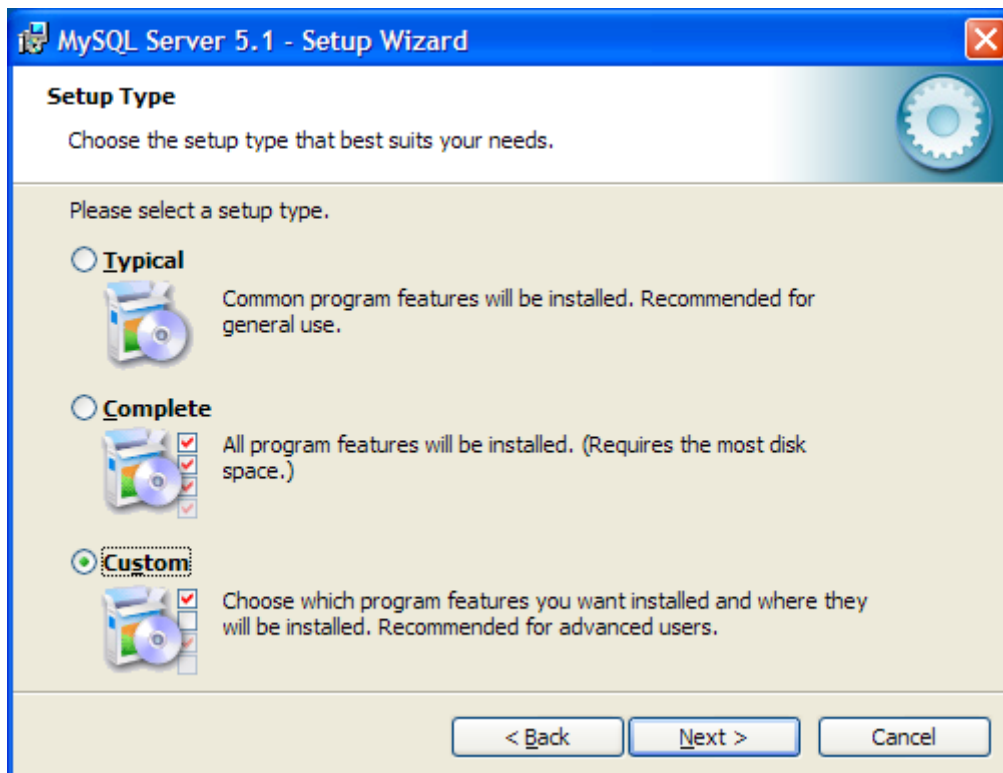 MySQL Server 5.1 - Setup Wizard
Setup Type
Choose the setup type that best suits your needs.
Please select a setup type.
Typical
Common program features will be installed. Recommended for
general use.
Complete
All program features will be installed. (Requires the most disk
space.)
Custom
Choose which program features you want installed and where they
will be installed. Recommended for advanced users.
< Back
Next >
Cancel